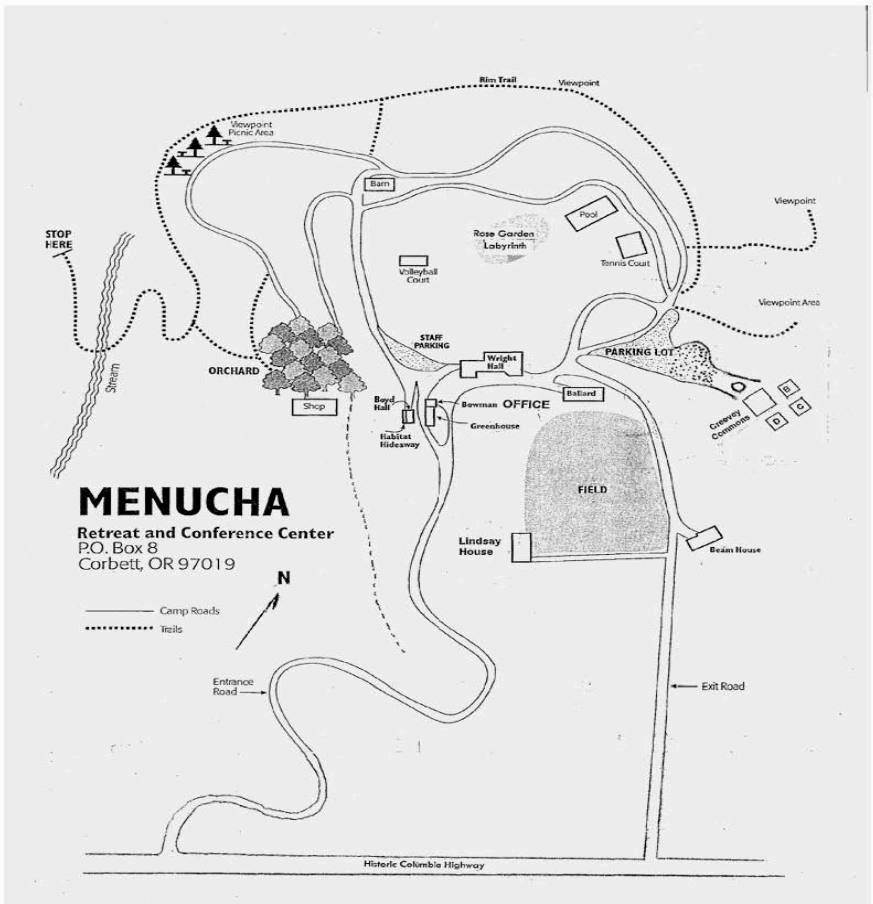 Rim Trail
Viewpoint
Viewpoint
Picnic Area
Barn
Viewpoint
Pool
Rose Garden
Labyrinth
STOP
HERE
Tennis Court
Volleyball
Court
Viewpoint Area
STAFF
PARKING
Wright
Hall
PARKING LOT
ORCHARD
Stream
Shop
Boyd
Hall
Bowman
OFFICE
Ballard
Greenhouse
Habitat
Hideaway
B
C
D
Creevey
Commons
FIELD
MENUCHA
Retreat and Conference Center
P.O. Box 8
Corbett, OR 97019
Lindsay
House
Beam House
N
Camp Roads
Trails
Entrance
Road
Exit Road
Historic Columbia Highway